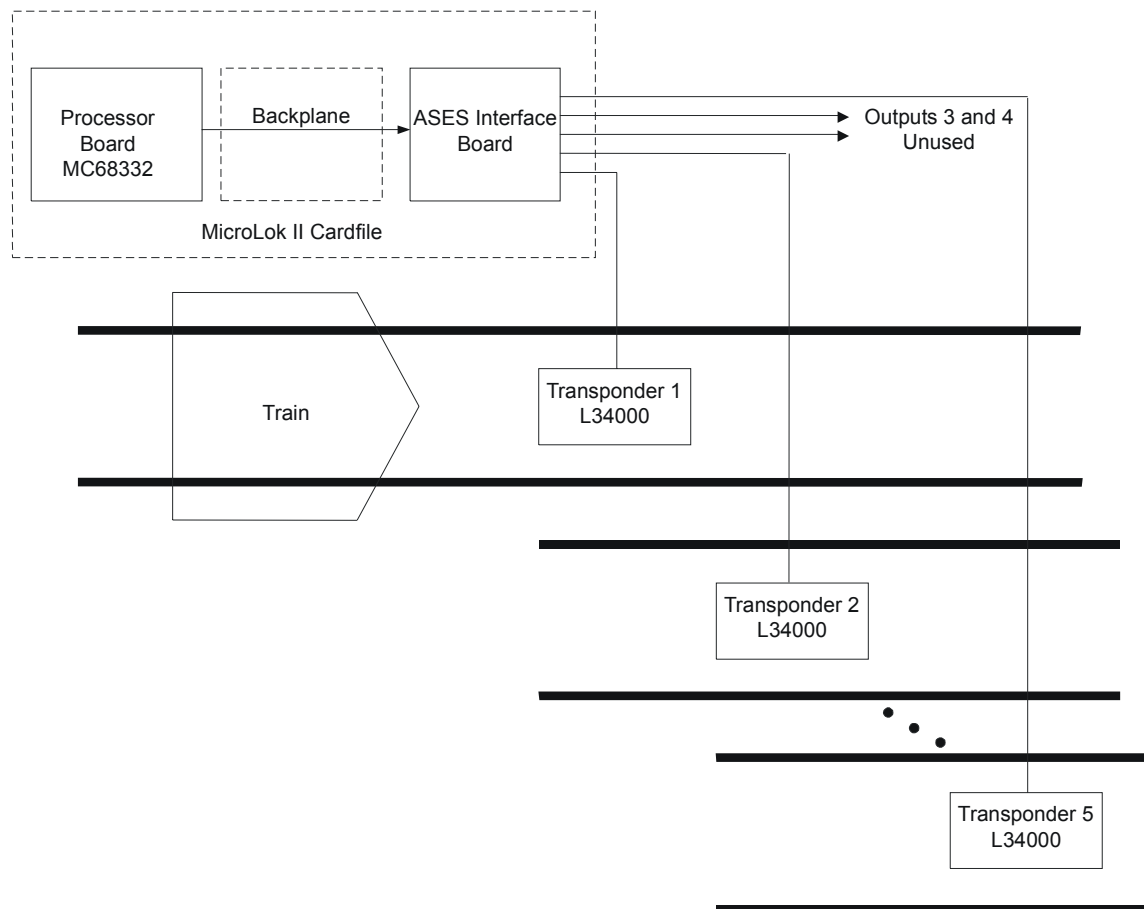 Processor
Board
MC68332
Backplane
ASES Interface
Board
Outputs 3 and 4
Unused
MicroLok II Cardfile
Train
Transponder 1
L34000
Transponder 2
L34000
Transponder 5
L34000